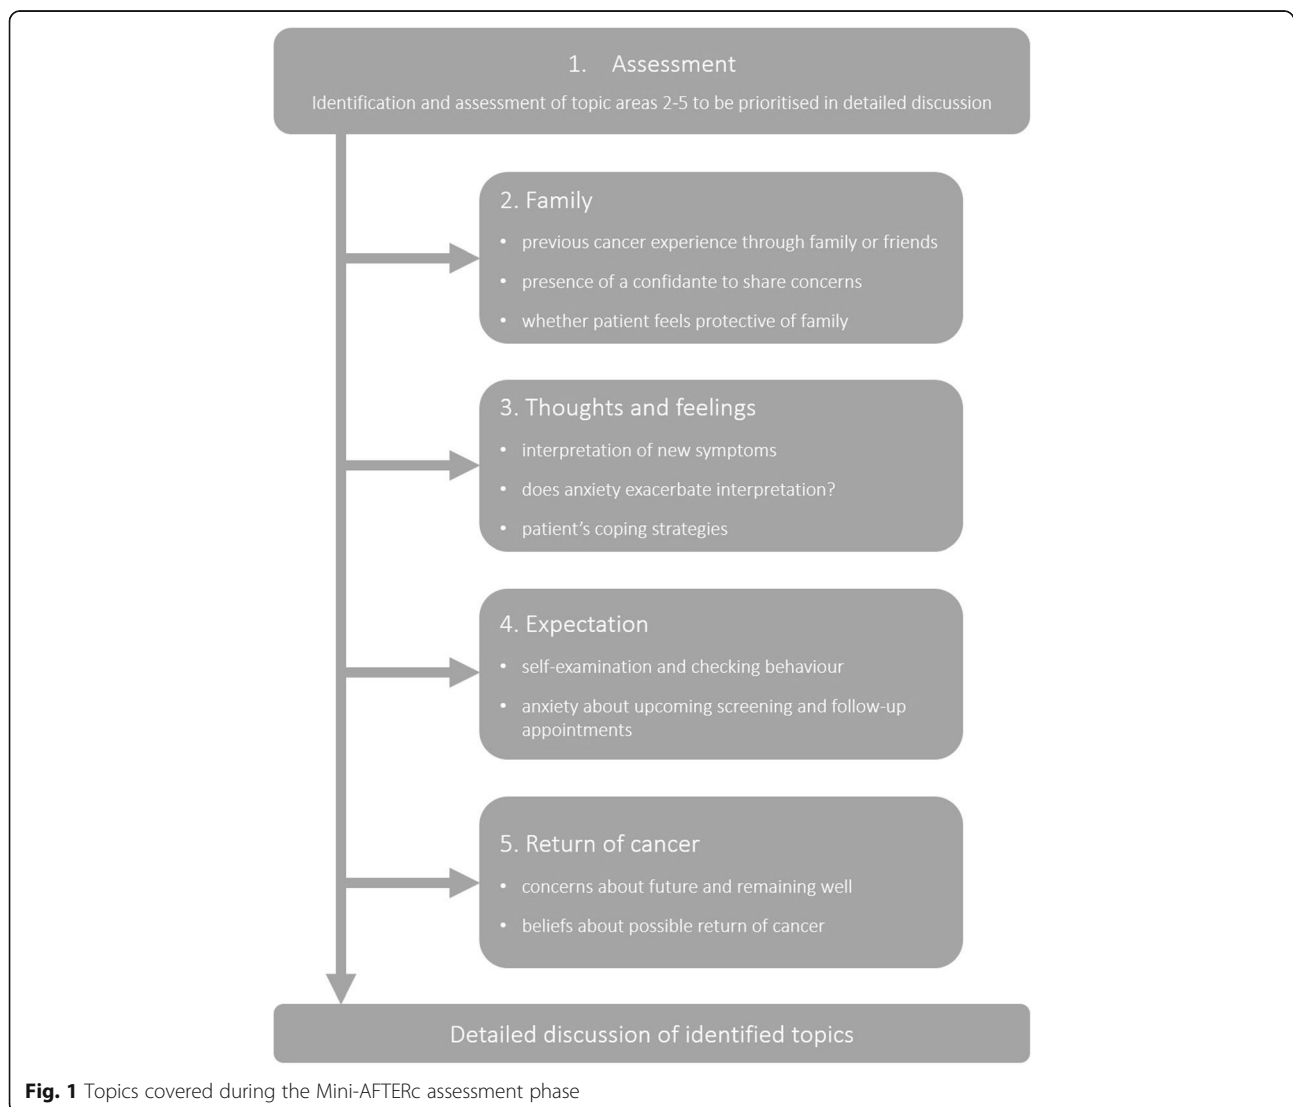 1. Assessment
Identification and assessment of topic areas 2-5 to be prioritised in detailed discussion
2. Family
• previous cancer experience through family or friends
• presence of a confidante to share concerns
• whether patient feels protective of family
3. Thoughts and feelings
• interpretation of new symptoms
• does anxiety exacerbate interpretation?
• patient’s coping strategies
4. Expectation
• self-examination and checking behaviour
• anxiety about upcoming screening and follow-up
appointments
5. Return of cancer
• concerns about future and remaining well
• beliefs about possible return of cancer
Detailed discussion of identified topics
Fig. 1 Topics covered during the Mini-AFTERc assessment phase